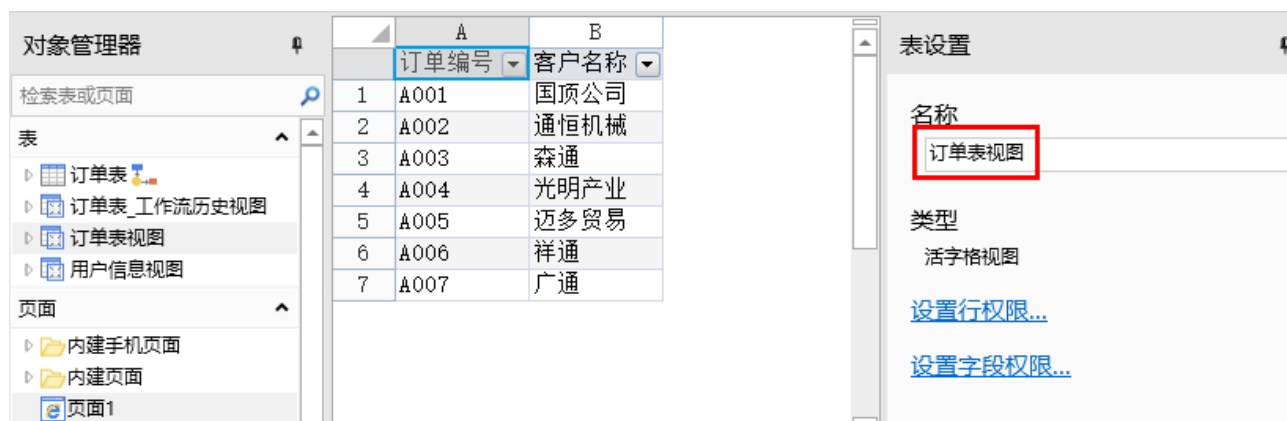 对象管理器
检索表或页面
表
订单表
订单表_工作流历史视图
订单表视图
用户信息视图
页面
内建手机页面
内建页面
页面1
A B
订单编号 客户名称
1 A001 国顶公司
2 A002 通恒机械
3 A003 森通
4 A004 光明产业
5 A005 迈多贸易
6 A006 祥通
7 A007 广通
表设置
名称
订单表视图
类型
活字格视图
设置行权限...
设置字段权限...